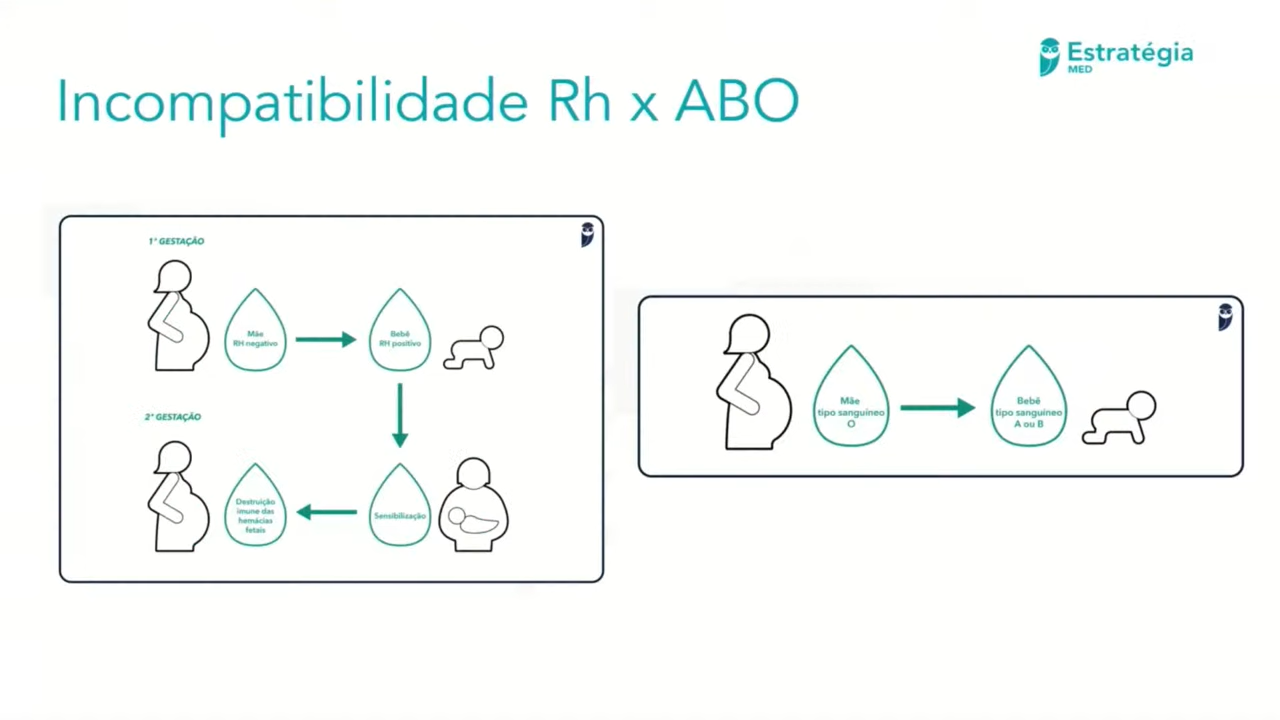 Estratégia
MED
Incompatibilidade Rh x ABO
1ª GESTAÇÃO
Mãe
RH negativo
Bebê
RH positivo
2ª GESTAÇÃO
Destruição
imune das
hemácias
fetais
Sensibilização
Mãe
tipo sanguíneo
O
Bebê
tipo sanguíneo
A ou B